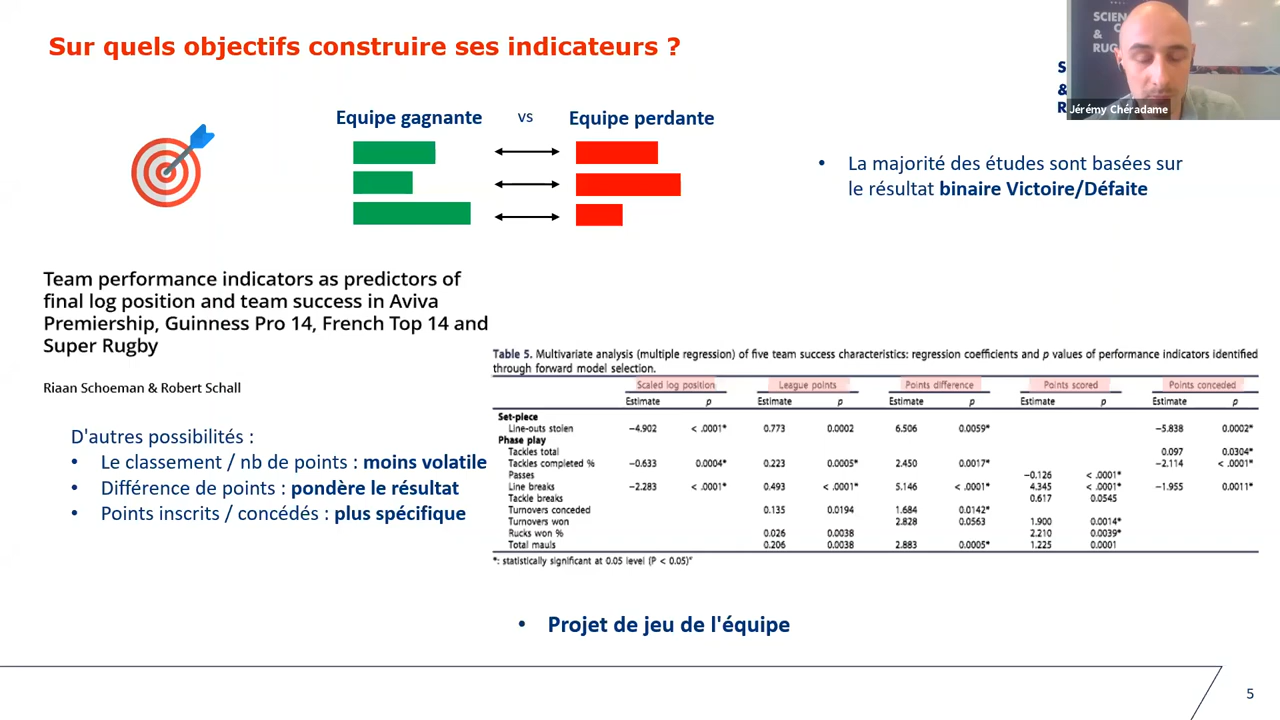 Sur quels objectifs construire ses indicateurs ?
SCIEN
&
RUG
S
&
R
Jérémy Chéradame
Equipe gagnante vs Equipe perdante
• La majorité des études sont basées sur
le résultat binaire Victoire/Défaite
Team performance indicators as predictors of
final log position and team success in Aviva
Premiership, Guinness Pro 14, French Top 14 and
Super Rugby
Riaan Schoeman & Robert Schall
D'autres possibilités :
• Le classement / nb de points : moins volatile
• Différence de points : pondère le résultat
• Points inscrits / concédés : plus spécifique
Table 5. Multivariate analysis (multiple regression) of five team success characteristics: regression coefficients and p values of performance indicators identified
through forward model selection.
Scaled log position League points Points difference Points scored Points conceded
Estimate p Estimate p Estimate p Estimate p Estimate p
Set-piece
Line-outs stolen −4.902 < .0001* 0.773 0.0002 6.506 0.0059* −5.838 0.0002*
Phase play
Tackles total 0.097 0.0304*
Tackles completed % −0.633 0.0004* 0.223 0.0005* 2.450 0.0017* −2.114 < .0001*
Passes −0.126 < .0001*
Line breaks −2.283 < .0001* 0.493 < .0001* 5.146 < .0001* 4.345 < .0001* −1.955 0.0011*
Tackle breaks 0.617 0.0545
Turnovers conceded 0.135 0.0194 1.684 0.0142*
Turnovers won 2.828 0.0563 1.900 0.0014*
Rucks won % 0.026 0.0038 2.210 0.0039*
Total mauls 0.206 0.0038 2.883 0.0005* 1.225 0.0001
*: statistically significant at 0.05 level (P < 0.05)"
• Projet de jeu de l'équipe
5